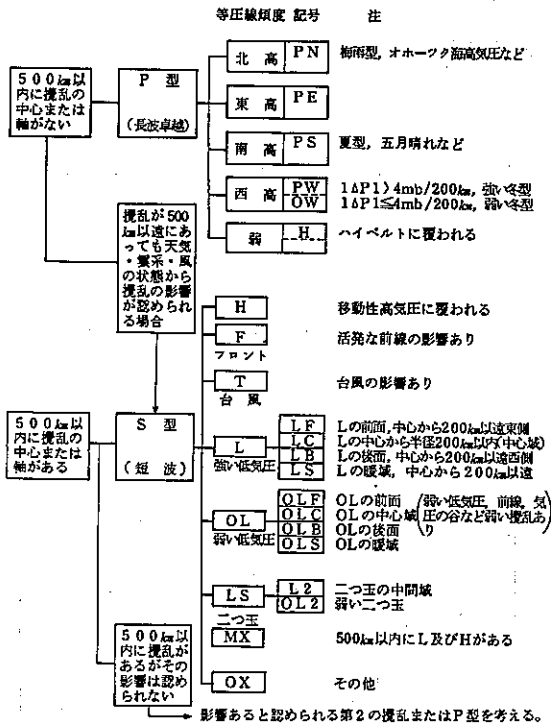 等圧線傾度 記号 注
500㎞以内に擾乱の中心または軸がない
P 型
(長波卓越)
北 高 PN 梅雨型, オホーツク海高気圧など
東 高 PE
南 高 PS 夏型, 五月晴れなど
西 高 PW 1ΔP1)4mb/200㎞, 強い冬型
OW 1ΔP1≦4mb/200㎞, 弱い冬型
弱 H ハイベルトに覆われる
擾乱が500㎞以遠にあっても天気・雲系・風の状態から擾乱の影響が認められる場合
H 移動性高気圧に覆われる
F 活発な前線の影響あり
フロント
T 台風の影響あり
台 風
500㎞以内に擾乱の中心または軸がある
S 型
(短波)
L
強い低気圧
LF Lの前面, 中心から200㎞以遠東側
LC Lの中心から半径200㎞以内(中心域)
LB Lの後面, 中心から200㎞以遠西側
LS Lの暖域, 中心から200㎞以遠
OL
弱い低気圧
OLF OLの前面
OLC OLの中心域
OLB OLの後面
OLS OLの暖域
(弱い低気圧, 前線, 気圧の谷など弱い擾乱あり)
LS
二つ玉
L2 二つ玉の中間域
OL2 弱い二つ玉
MX 500㎞以内にL及びHがある
OX その他
500㎞以内に擾乱があるがその影響は認められない
影響あると認められる第2の擾乱またはP型を考える。